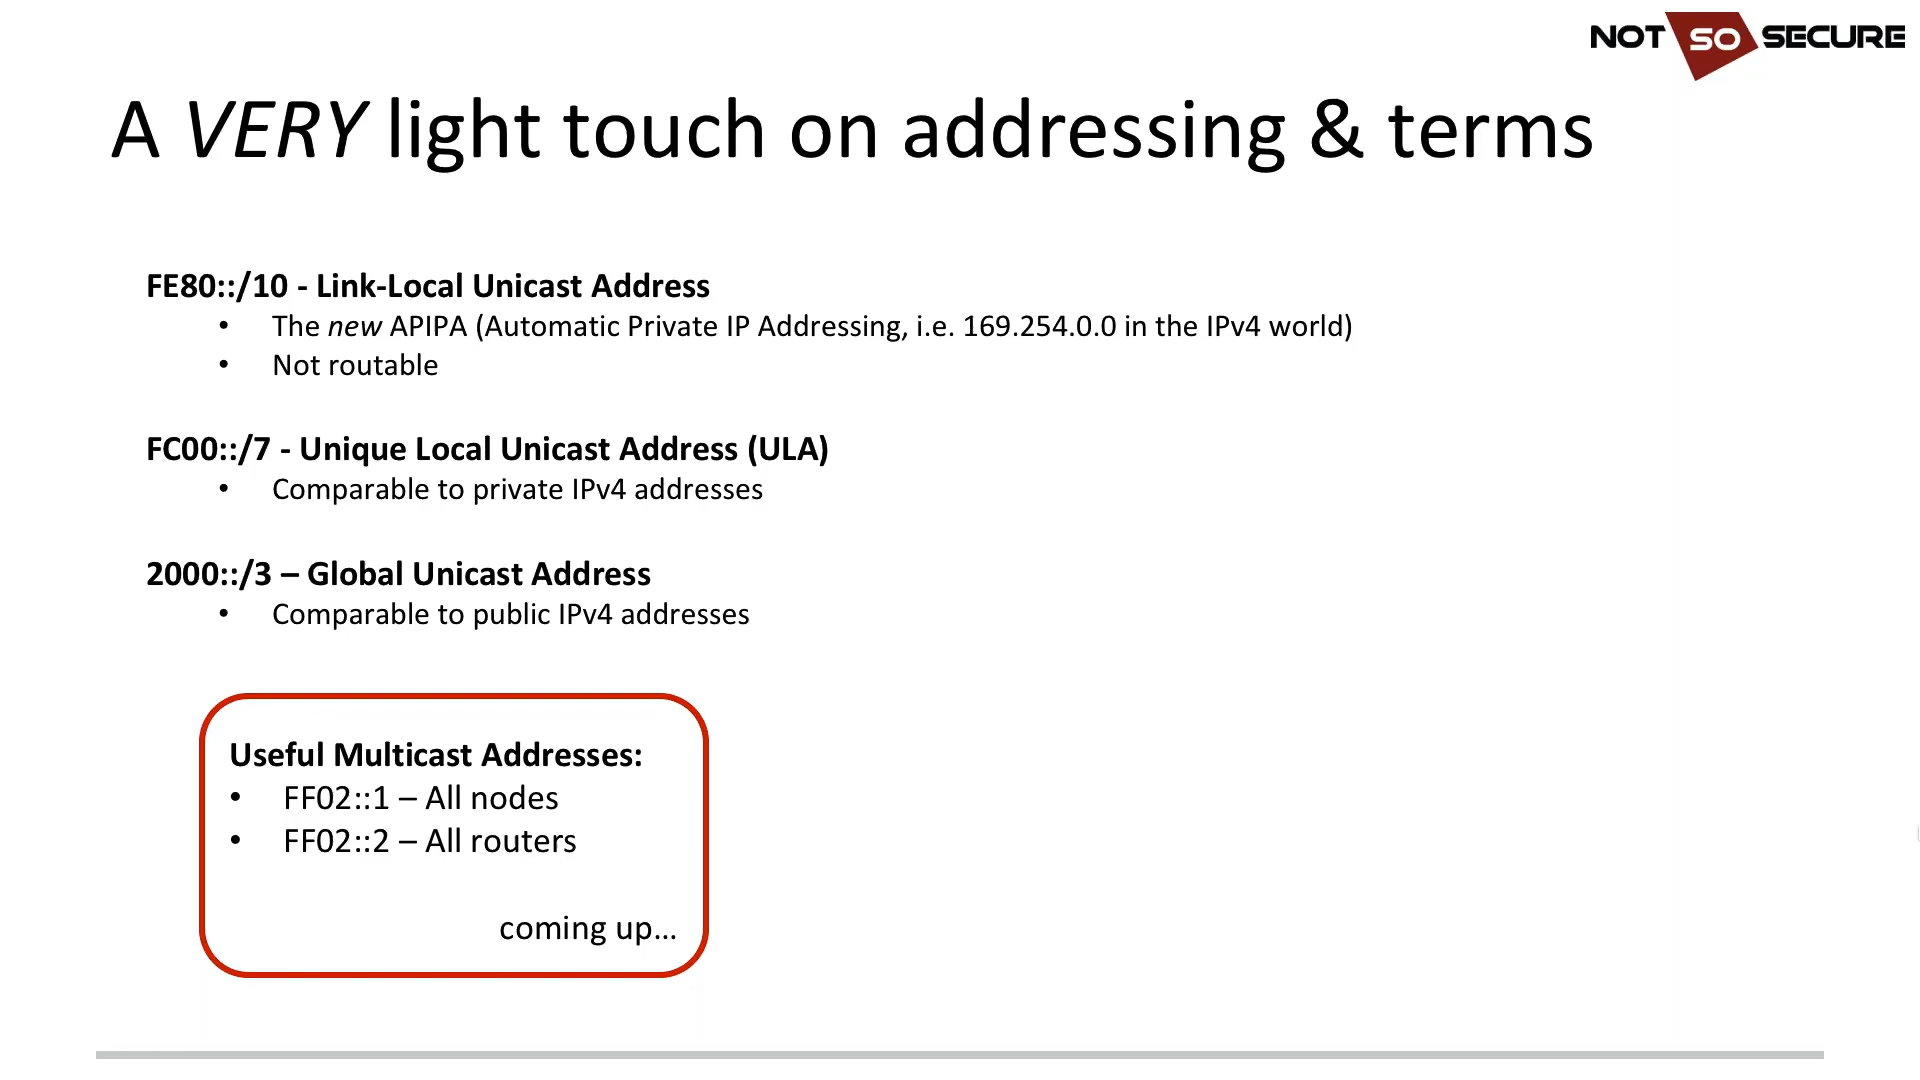 NOT SO SECURE
A VERY light touch on addressing & terms
FE80::/10 - Link-Local Unicast Address
• The new APIPA (Automatic Private IP Addressing, i.e. 169.254.0.0 in the IPv4 world)
• Not routable
FC00::/7 - Unique Local Unicast Address (ULA)
• Comparable to private IPv4 addresses
2000::/3 – Global Unicast Address
• Comparable to public IPv4 addresses
Useful Multicast Addresses:
• FF02::1 – All nodes
• FF02::2 – All routers
coming up…